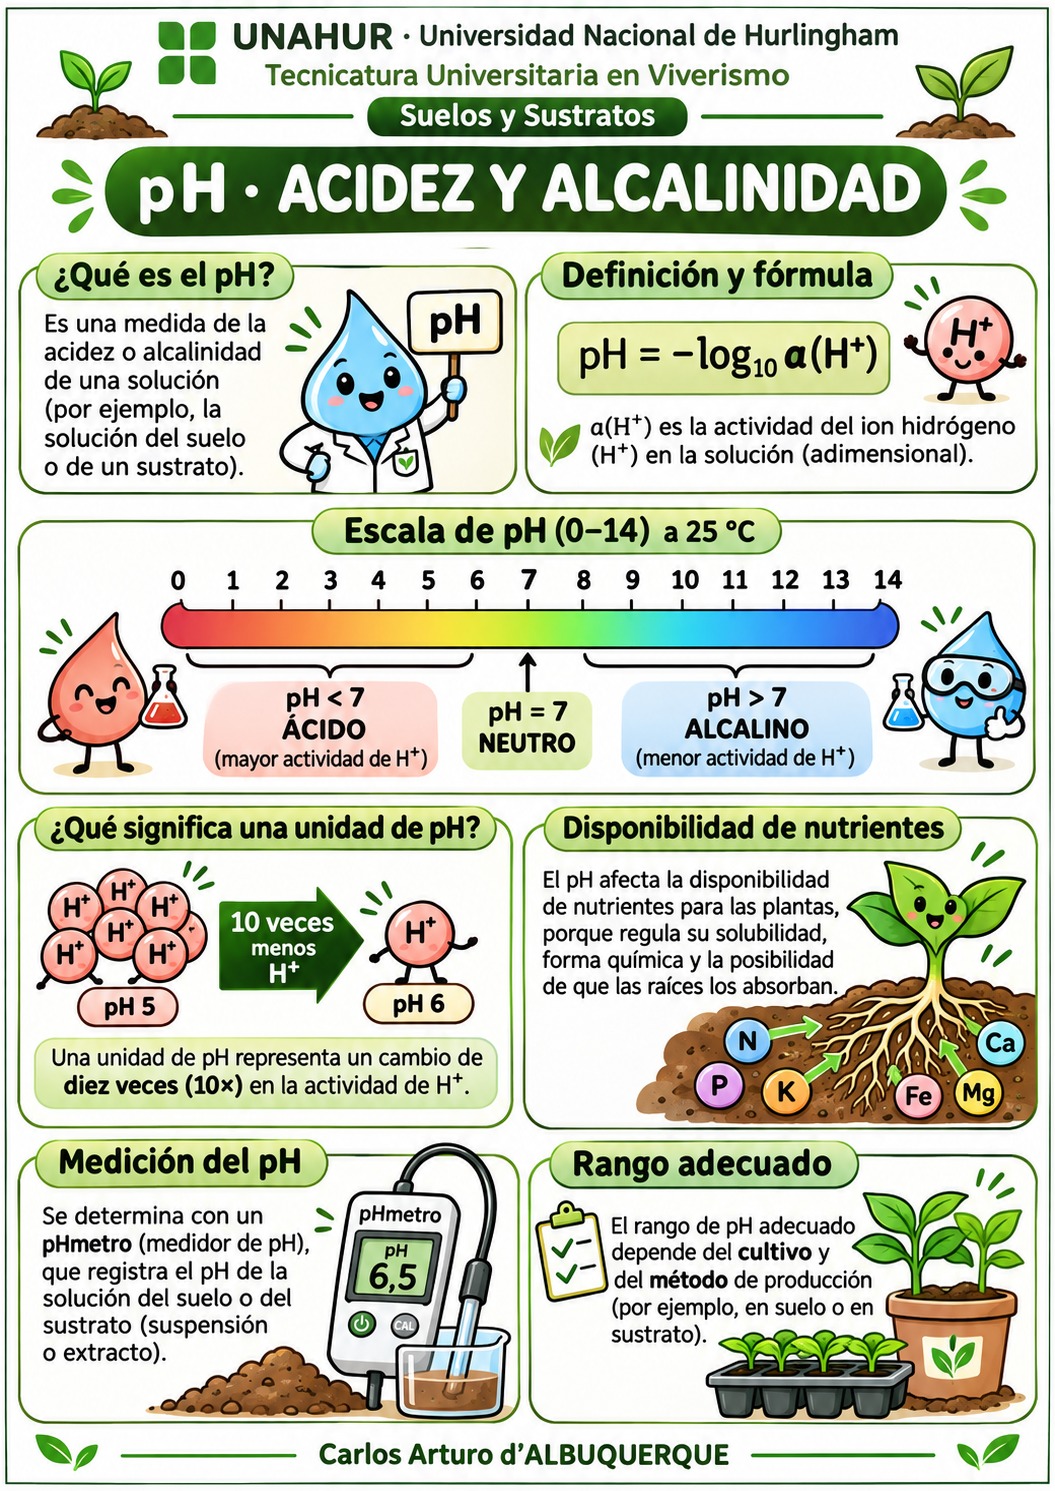 UNAHUR · Universidad Nacional de Hurlingham
Tecnicatura Universitaria en Viverismo
Suelos y Sustratos
pH · ACIDEZ Y ALCALINIDAD
¿Qué es el pH?
Es una medida de la
acidez o alcalinidad
de una solución
(por ejemplo, la
solución del suelo
o de un sustrato).
pH
Definición y fórmula
pH = −log₁₀ a(H⁺)
H⁺
a(H⁺) es la actividad del ion hidrógeno
(H⁺) en la solución (adimensional).
Escala de pH (0–14) a 25 °C
0 1 2 3 4 5 6 7 8 9 10 11 12 13 14
pH < 7
ÁCIDO
(mayor actividad de H⁺)
pH = 7
NEUTRO
pH > 7
ALCALINO
(menor actividad de H⁺)
¿Qué significa una unidad de pH?
H⁺ H⁺ H⁺
H⁺ H⁺ H⁺
pH 5
10 veces
menos
H⁺
H⁺
pH 6
Una unidad de pH representa un cambio de
diez veces (10×) en la actividad de H⁺.
Disponibilidad de nutrientes
El pH afecta la disponibilidad
de nutrientes para las plantas,
porque regula su solubilidad,
forma química y la posibilidad
de que las raíces los absorban.
N
P
K
Fe
Mg
Ca
Medición del pH
Se determina con un
pHmetro (medidor de pH),
que registra el pH de la
solución del suelo o del
sustrato (suspensión
o extracto).
pHmetro
pH
6,5
CAL
Rango adecuado
El rango de pH adecuado
depende del cultivo y
del método de producción
(por ejemplo, en suelo o en
sustrato).
Carlos Arturo d’ALBUQUERQUE